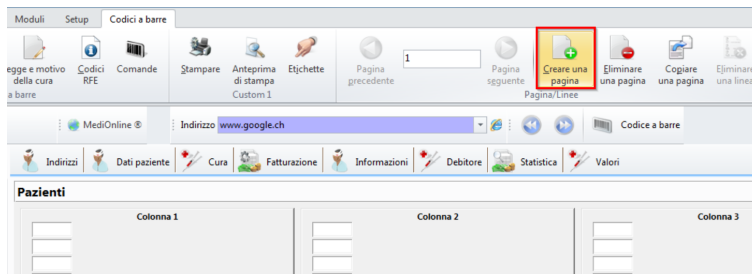 Moduli Setup Codici a barre
egge e motivo della cura
Codici RFE
Comande
Stampare
Anteprima di stampa
Etichette
Pagina precedente
1
Pagina seguente
Creare una pagina
Eliminare una pagina
Copiare una pagina
Eliminare una linea
a barre Custom 1 Pagina/Linee
MediOnline ® Indirizzo www.google.ch Codice a barre
Indirizzi Dati paziente Cura Fatturazione Informazioni Debitore Statistica Valori
Pazienti
Colonna 1 Colonna 2 Colonna 3